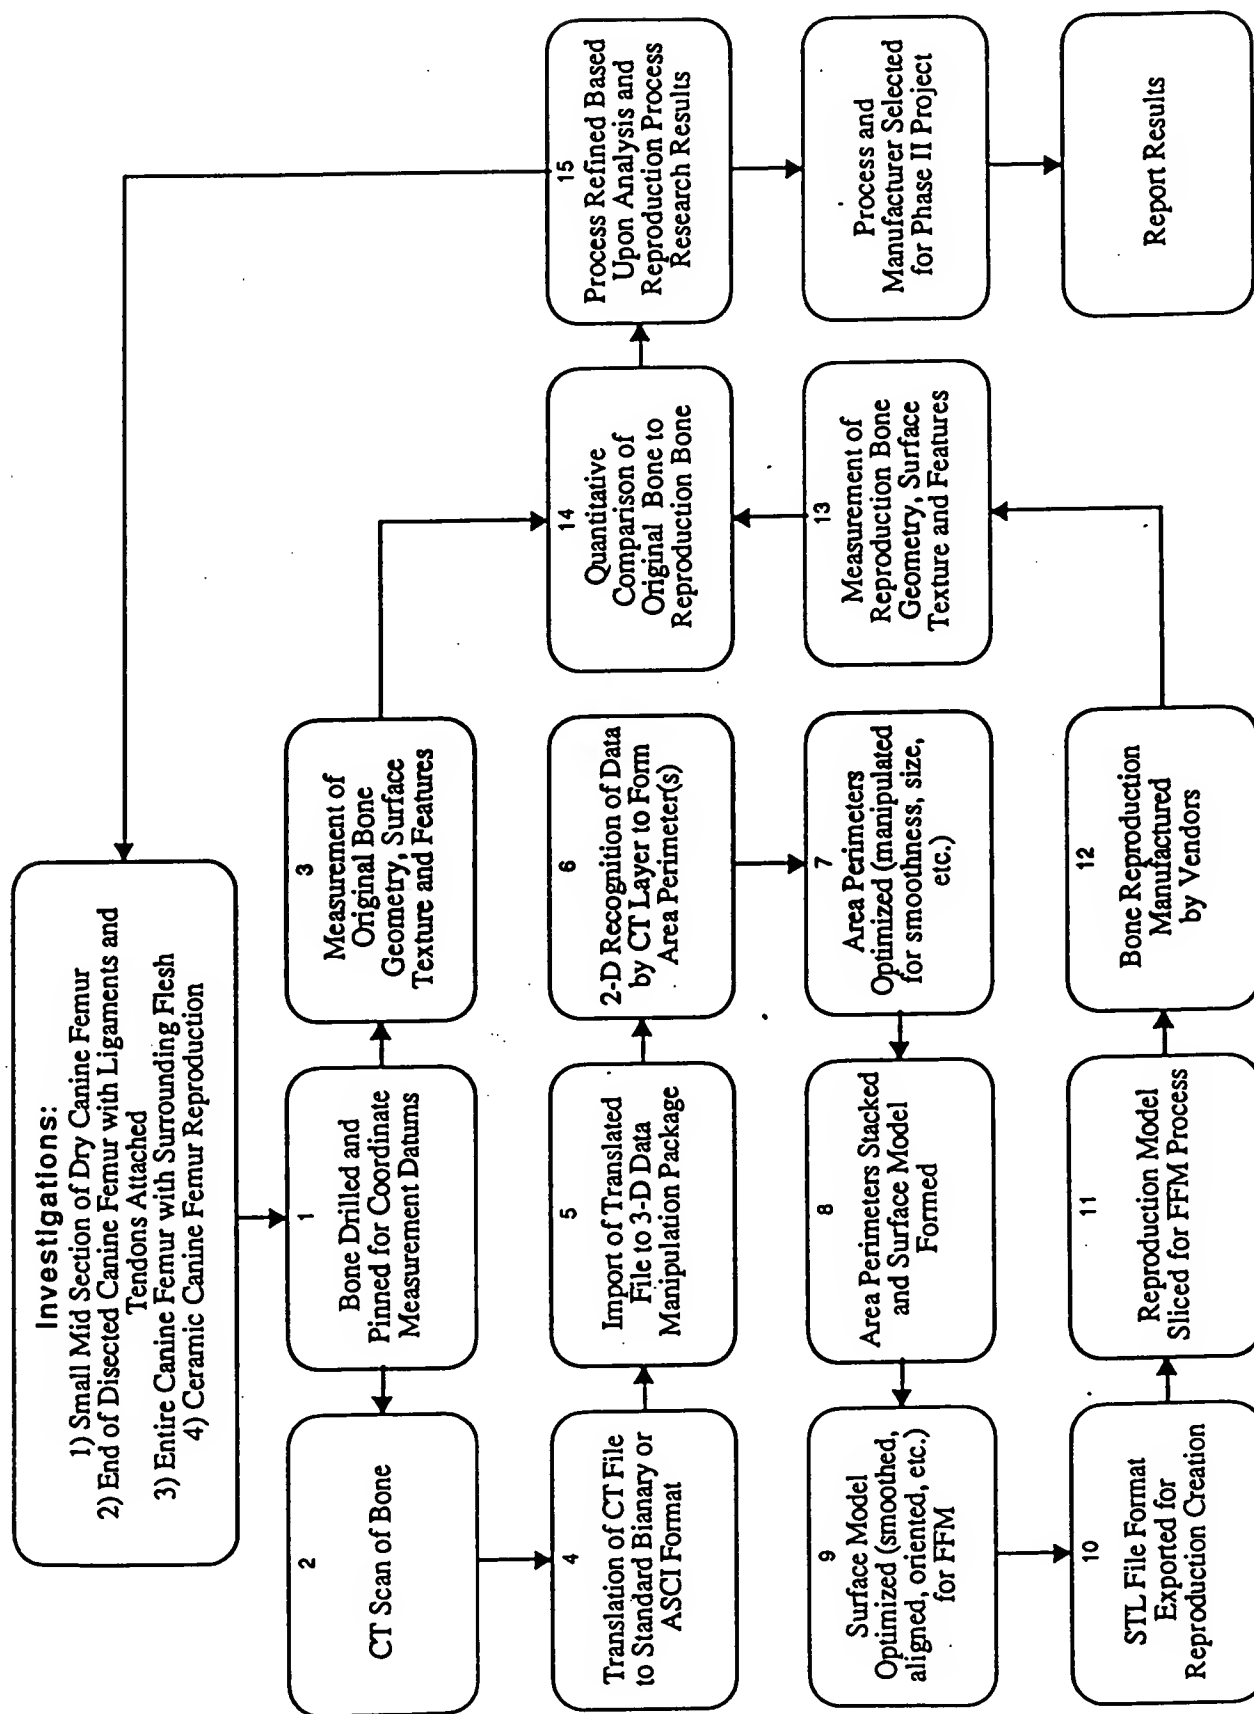 Investigations:
1) Small Mid Section of Dry Canine Femur
2) End of Disected Canine Femur with Ligaments and
Tendons Attached
3) Entire Canine Femur with Surrounding Flesh
4) Ceramic Canine Femur Reproduction
1
Bone Drilled and
Pinned for Coordinate
Measurement Datums
2
CT Scan of Bone
3
Measurement of
Original Bone
Geometry, Surface
Texture and Features
4
Translation of CT File
to Standard Bianary or
ASCI Format
5
Import of Translated
File to 3-D Data
Manipulation Package
6
2-D Recognition of Data
by CT Layer to Form
Area Perimeter(s)
7
Area Perimeters
Optimized (manipulated
for smoothness, size,
etc.)
8
Area Perimeters Stacked
and Surface Model
Formed
9
Surface Model
Optimized (smoothed,
aligned, oriented, etc.)
for FFM
10
STL File Format
Exported for
Reproduction Creation
11
Reproduction Model
Sliced for FFM Process
12
Bone Reproduction
Manufactured
by Vendors
13
Measurement of
Reproduction Bone
Geometry, Surface
Texture and Features
14
Quantitative
Comparison of
Original Bone to
Reproduction Bone
15
Process Refined Based
Upon Analysis and
Reproduction Process
Research Results
Process and
Manufacturer Selected
for Phase II Project
Report Results